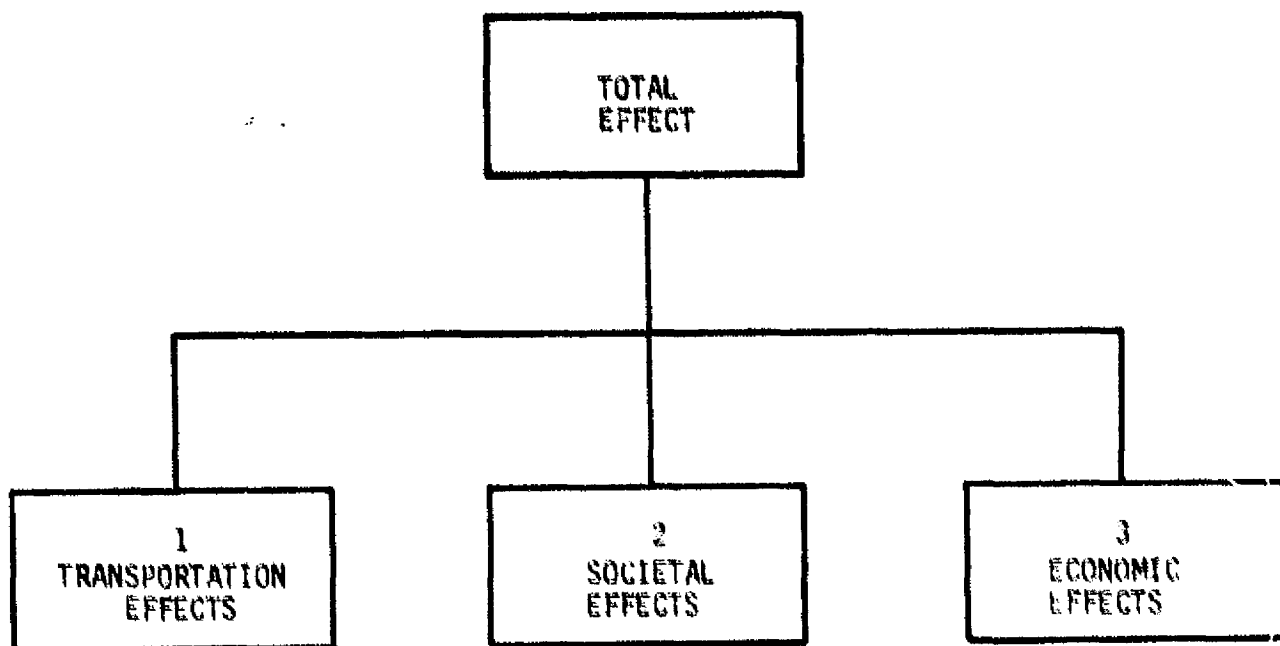 TOTAL
EFFECT
1
TRANSPORTATION
EFFECTS
2
SOCIETAL
EFFECTS
3
ECONOMIC
EFFECTS